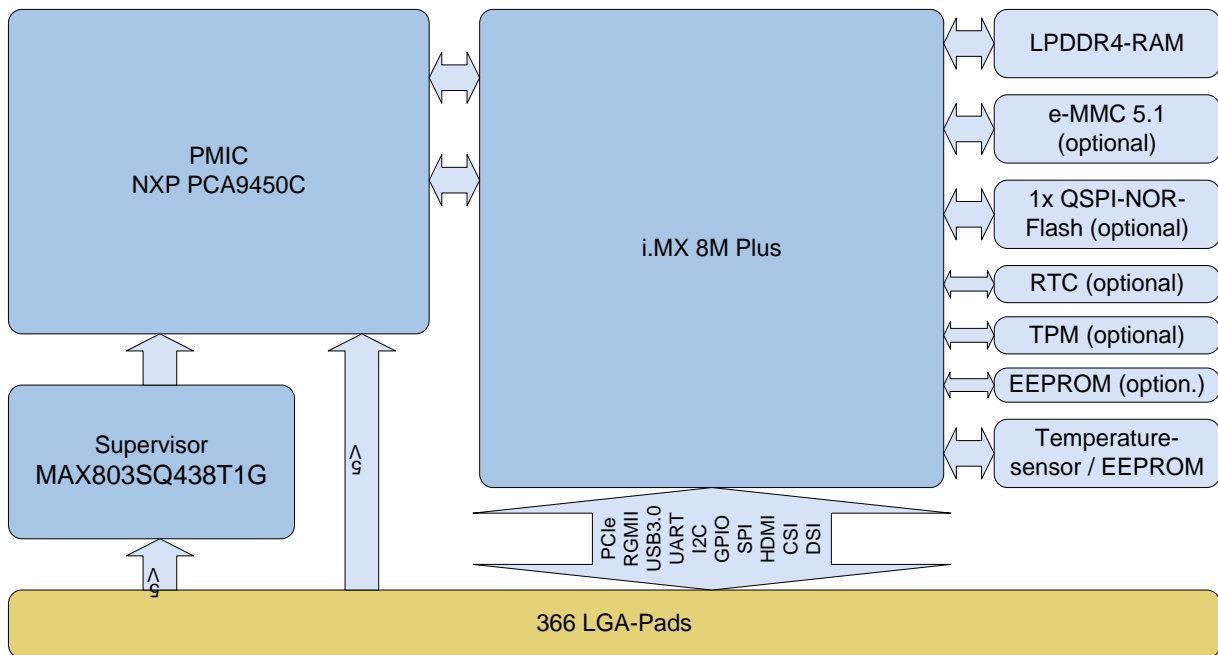 PMIC
NXP PCA9450C
i.MX 8M Plus
LPDDR4-RAM
e-MMC 5.1
(optional)
1x QSPI-NOR-
Flash (optional)
RTC (optional)
TPM (optional)
EEPROM (option.)
Temperature-
sensor / EEPROM
Supervisor
MAX803SQ438T1G
5 V
5 V
PCIe
RGMII
USB3.0
UART
I2C
GPIO
SPI
HDMI
CSI
DSI
366 LGA-Pads